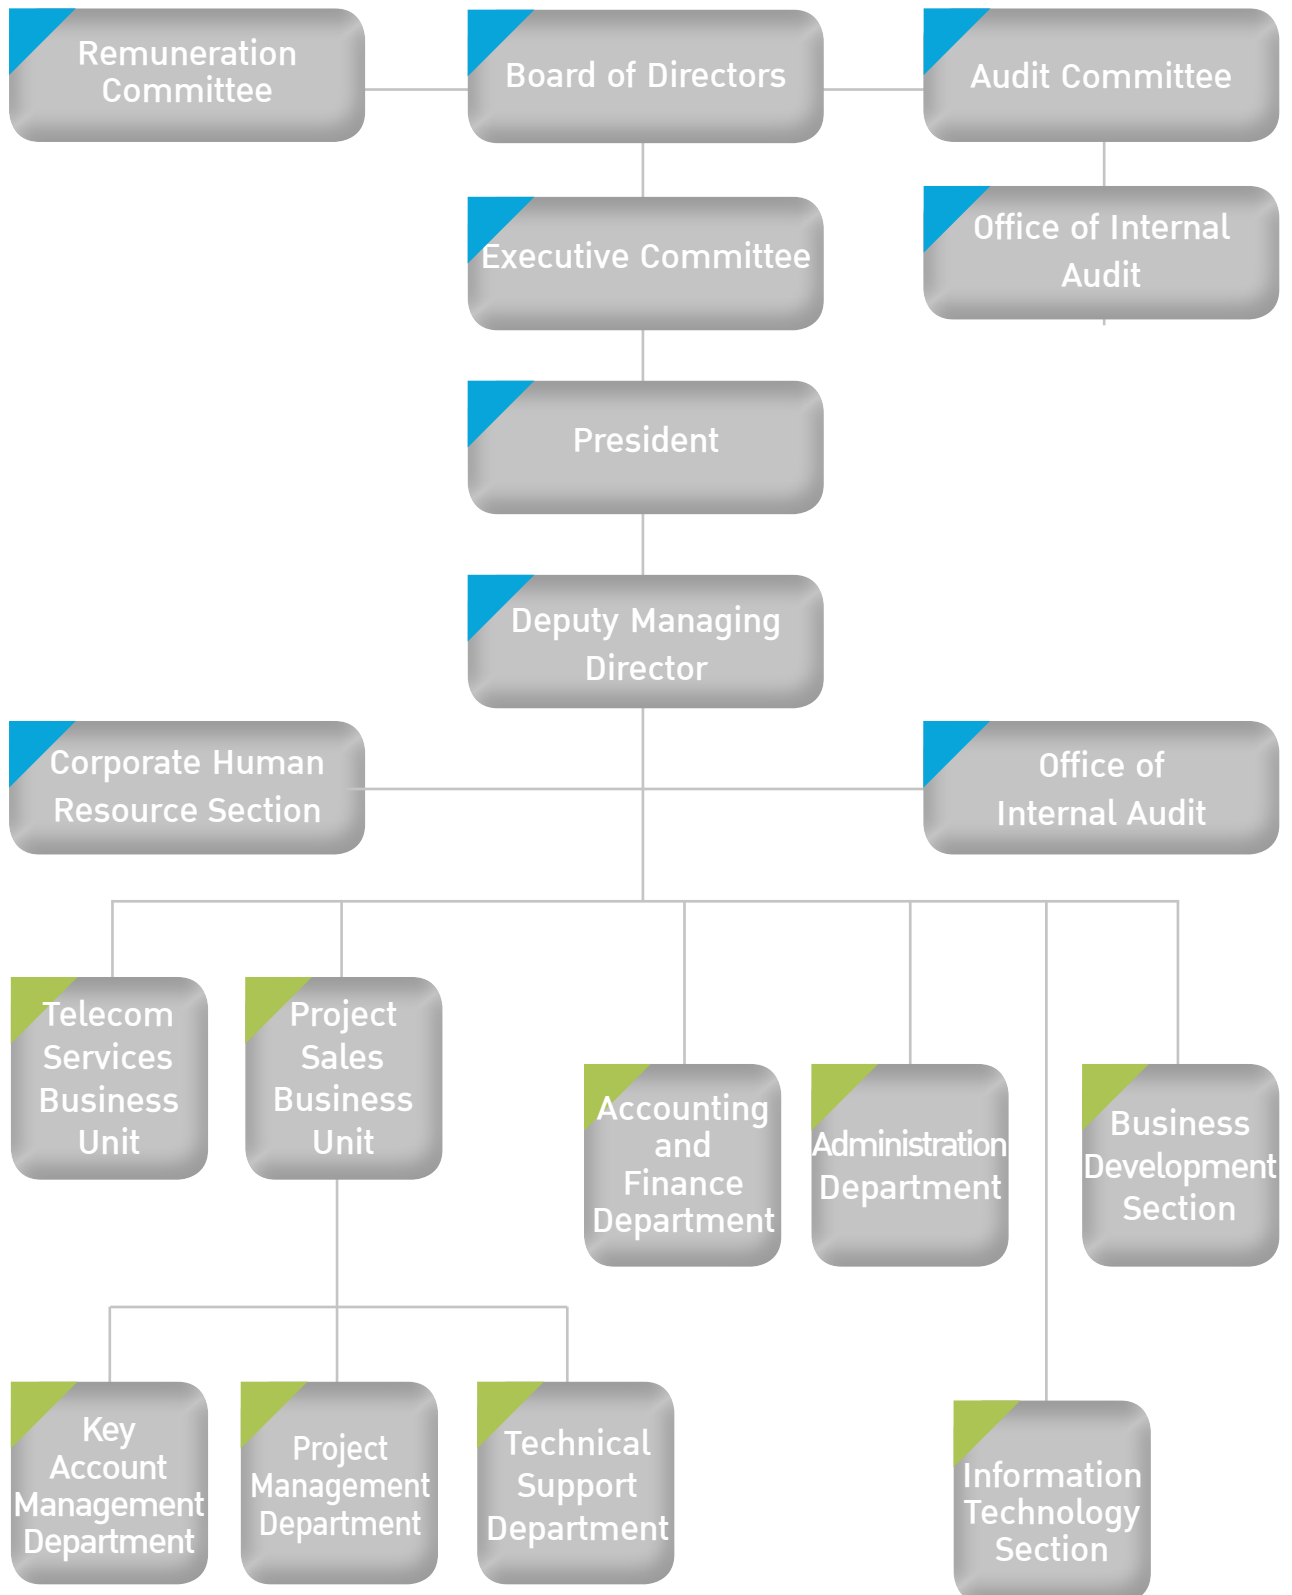 Remuneration
Committee
Board of Directors
Audit Committee
Executive Committee
Office of Internal
Audit
President
Deputy Managing
Director
Corporate Human
Resource Section
Office of
Internal Audit
Telecom
Services
Business
Unit
Project
Sales
Business
Unit
Accounting
and
Finance
Department
Administration
Department
Business
Development
Section
Key
Account
Management
Department
Project
Management
Department
Technical
Support
Department
Information
Technology
Section